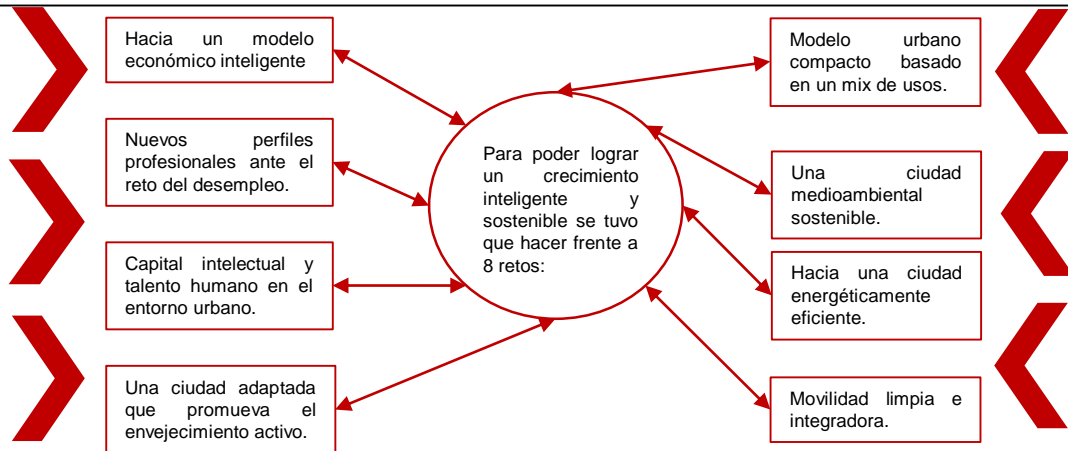 Hacia un modelo
económico inteligente
Nuevos perfiles
profesionales ante el
reto del desempleo.
Capital intelectual y
talento humano en el
entorno urbano.
Una ciudad adaptada
que promueva el
envejecimiento activo.
Para poder lograr
un crecimiento
inteligente y
sostenible se tuvo
que hacer frente a
8 retos:
Modelo urbano
compacto basado
en un mix de usos.
Una ciudad
medioambiental
sostenible.
Hacia una ciudad
energéticamente
eficiente.
Movilidad limpia e
integradora.